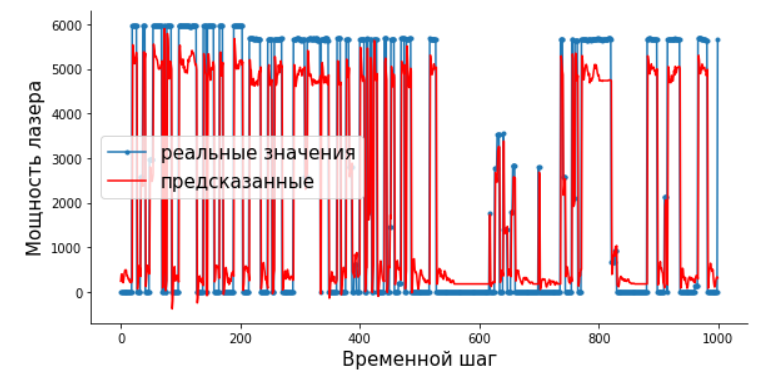 6000
5000
4000
3000
2000
1000
0
Мощность лазера
реальные значения
предсказанные
0 200 400 600 800 1000
Временной шаг